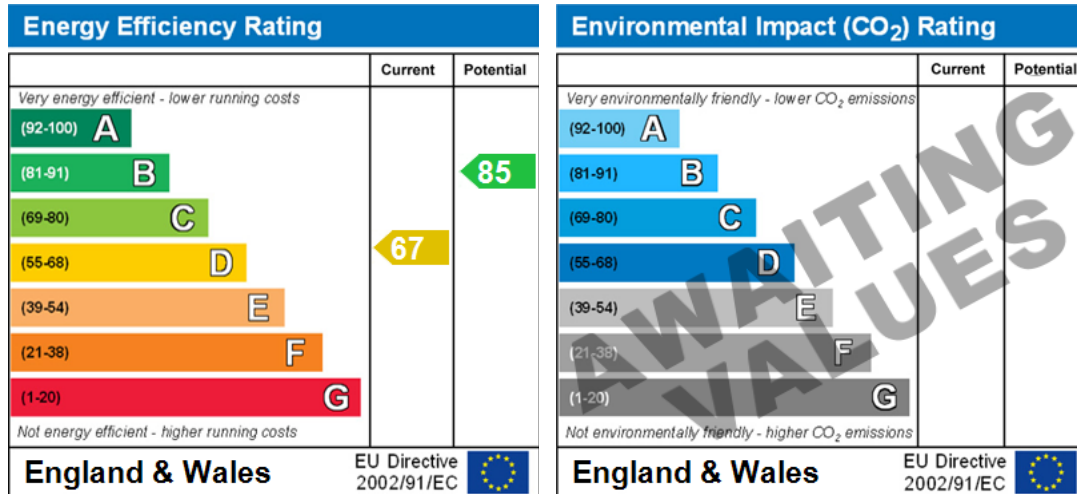 Energy Efficiency Rating
Current Potential
Very energy efficient - lower running costs
(92-100) A
(81-91) B
85
(69-80) C
(55-68) D
67
(39-54) E
(21-38) F
(1-20) G
Not energy efficient - higher running costs
England & Wales
EU Directive
2002/91/EC
Environmental Impact (CO2) Rating
Current Potential
Very environmentally friendly - lower CO2 emissions
(92-100) A
(81-91) B
(69-80) C
(55-68) D
(39-54) E
(21-38) F
(1-20) G
Not environmentally friendly - higher CO2 emissions
AWAITING
VALUES
England & Wales
EU Directive
2002/91/EC